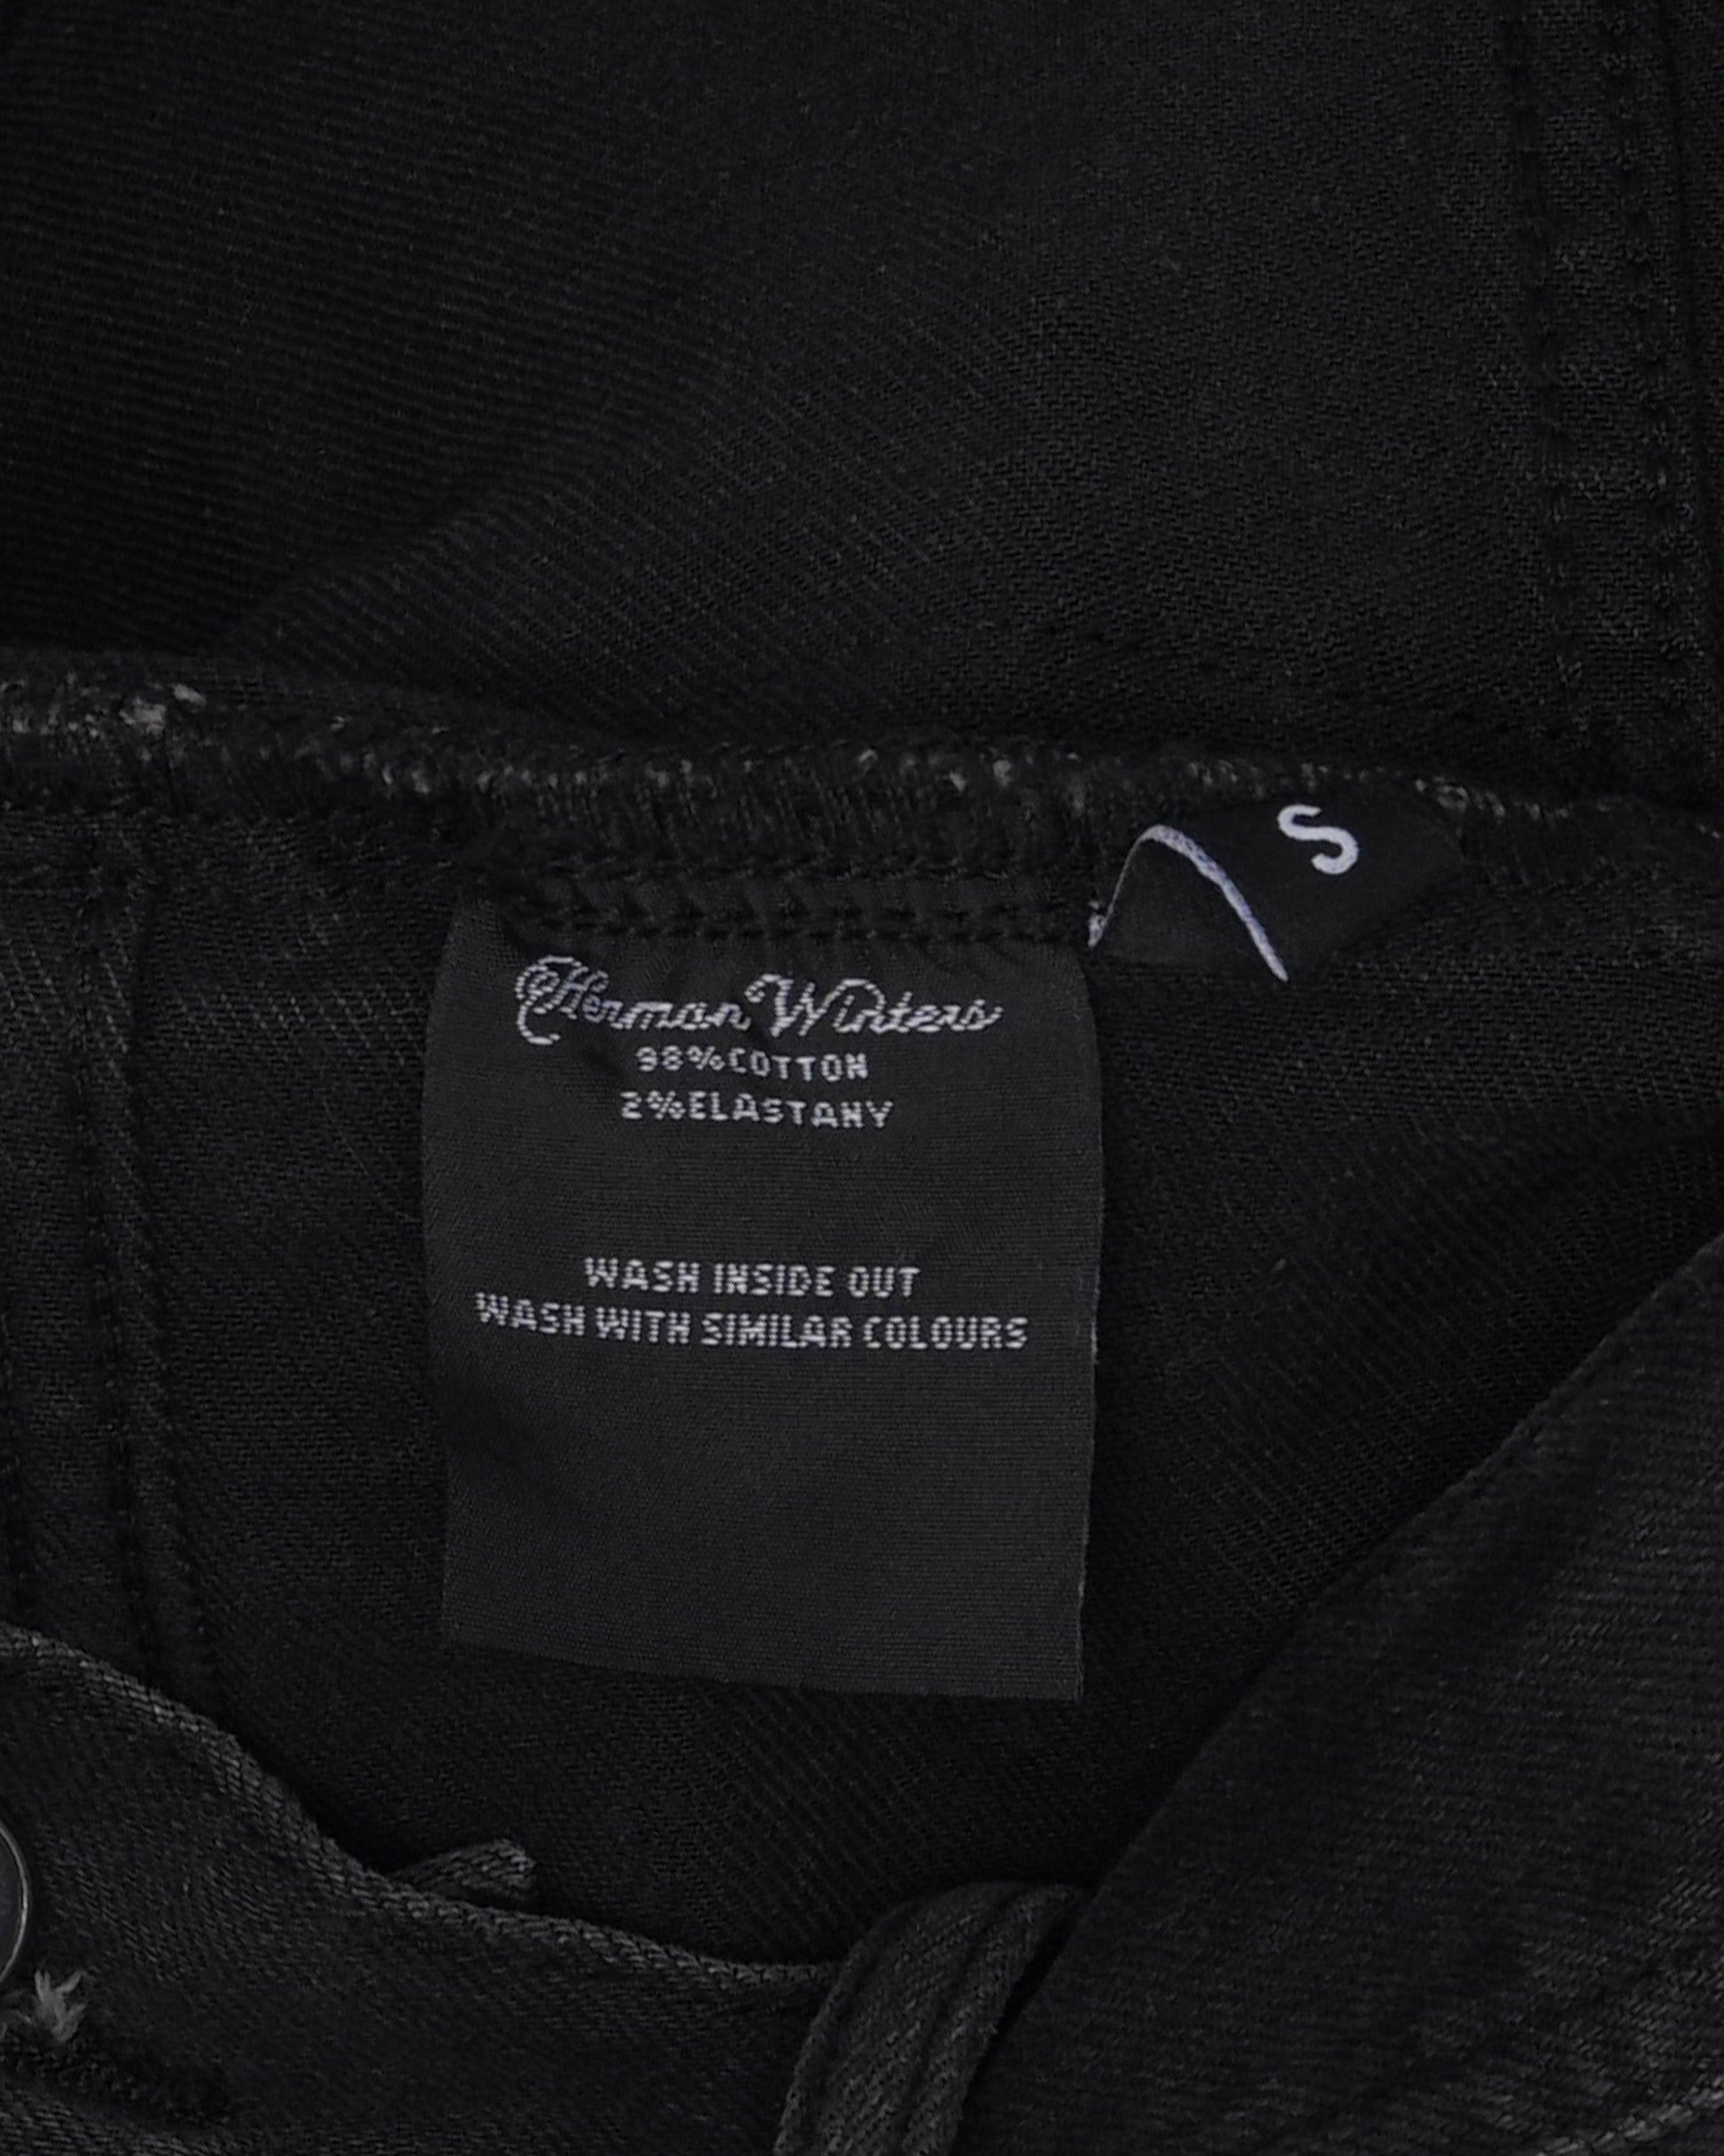 S
Herman Winters
98%COTTON
2%ELASTANY
WASH INSIDE OUT
WASH WITH SIMILAR COLOURS